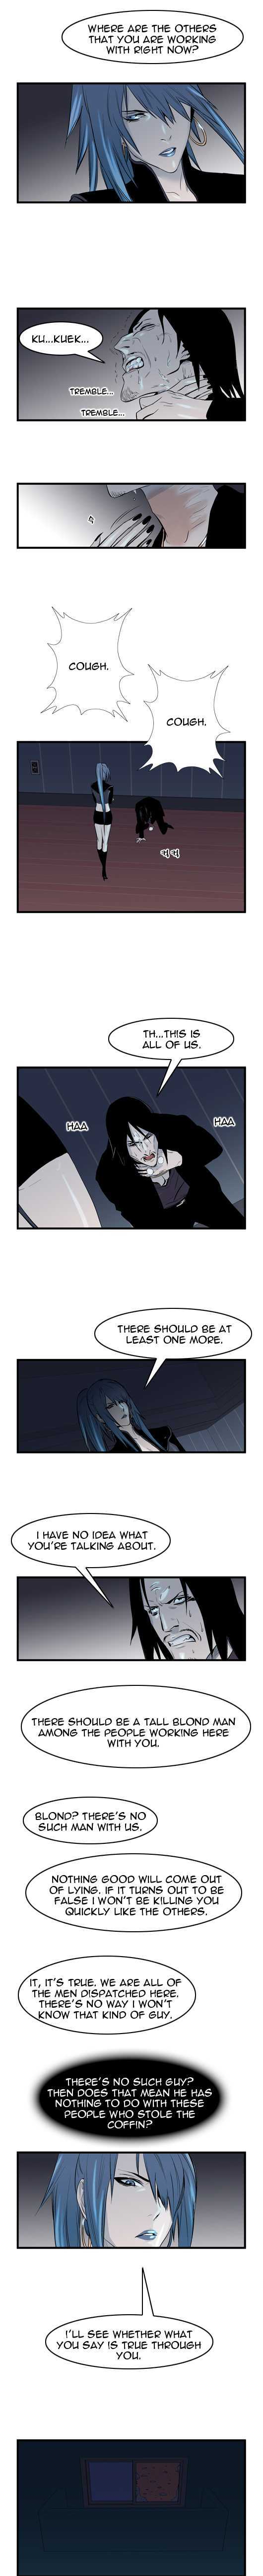 WHERE ARE THE OTHERS
THAT YOU ARE WORKING
WITH RIGHT NOW?
KU...KUEK...
TREMBLE...
TREMBLE...
COUGH.
COUGH.
TH...THIS IS
ALL OF US.
HAA
HAA
THERE SHOULD BE AT
LEAST ONE MORE.
I HAVE NO IDEA WHAT
YOU'RE TALKING ABOUT.
THERE SHOULD BE A TALL BLOND MAN
AMONG THE PEOPLE WORKING HERE
WITH YOU.
BLOND? THERE'S NO
SUCH MAN WITH US.
NOTHING GOOD WILL COME OUT
OF LYING. IF IT TURNS OUT TO BE
FALSE I WON'T BE KILLING YOU
QUICKLY LIKE THE OTHERS.
IT, IT'S TRUE. WE ARE ALL OF
THE MEN DISPATCHED HERE.
THERE'S NO WAY I WON'T
KNOW THAT KIND OF GUY.
THERE'S NO SUCH GUY?
THEN DOES THAT MEAN HE HAS
NOTHING TO DO WITH THESE
PEOPLE WHO STOLE THE
COFFIN?
I'LL SEE WHETHER WHAT
YOU SAY IS TRUE THROUGH
YOU.